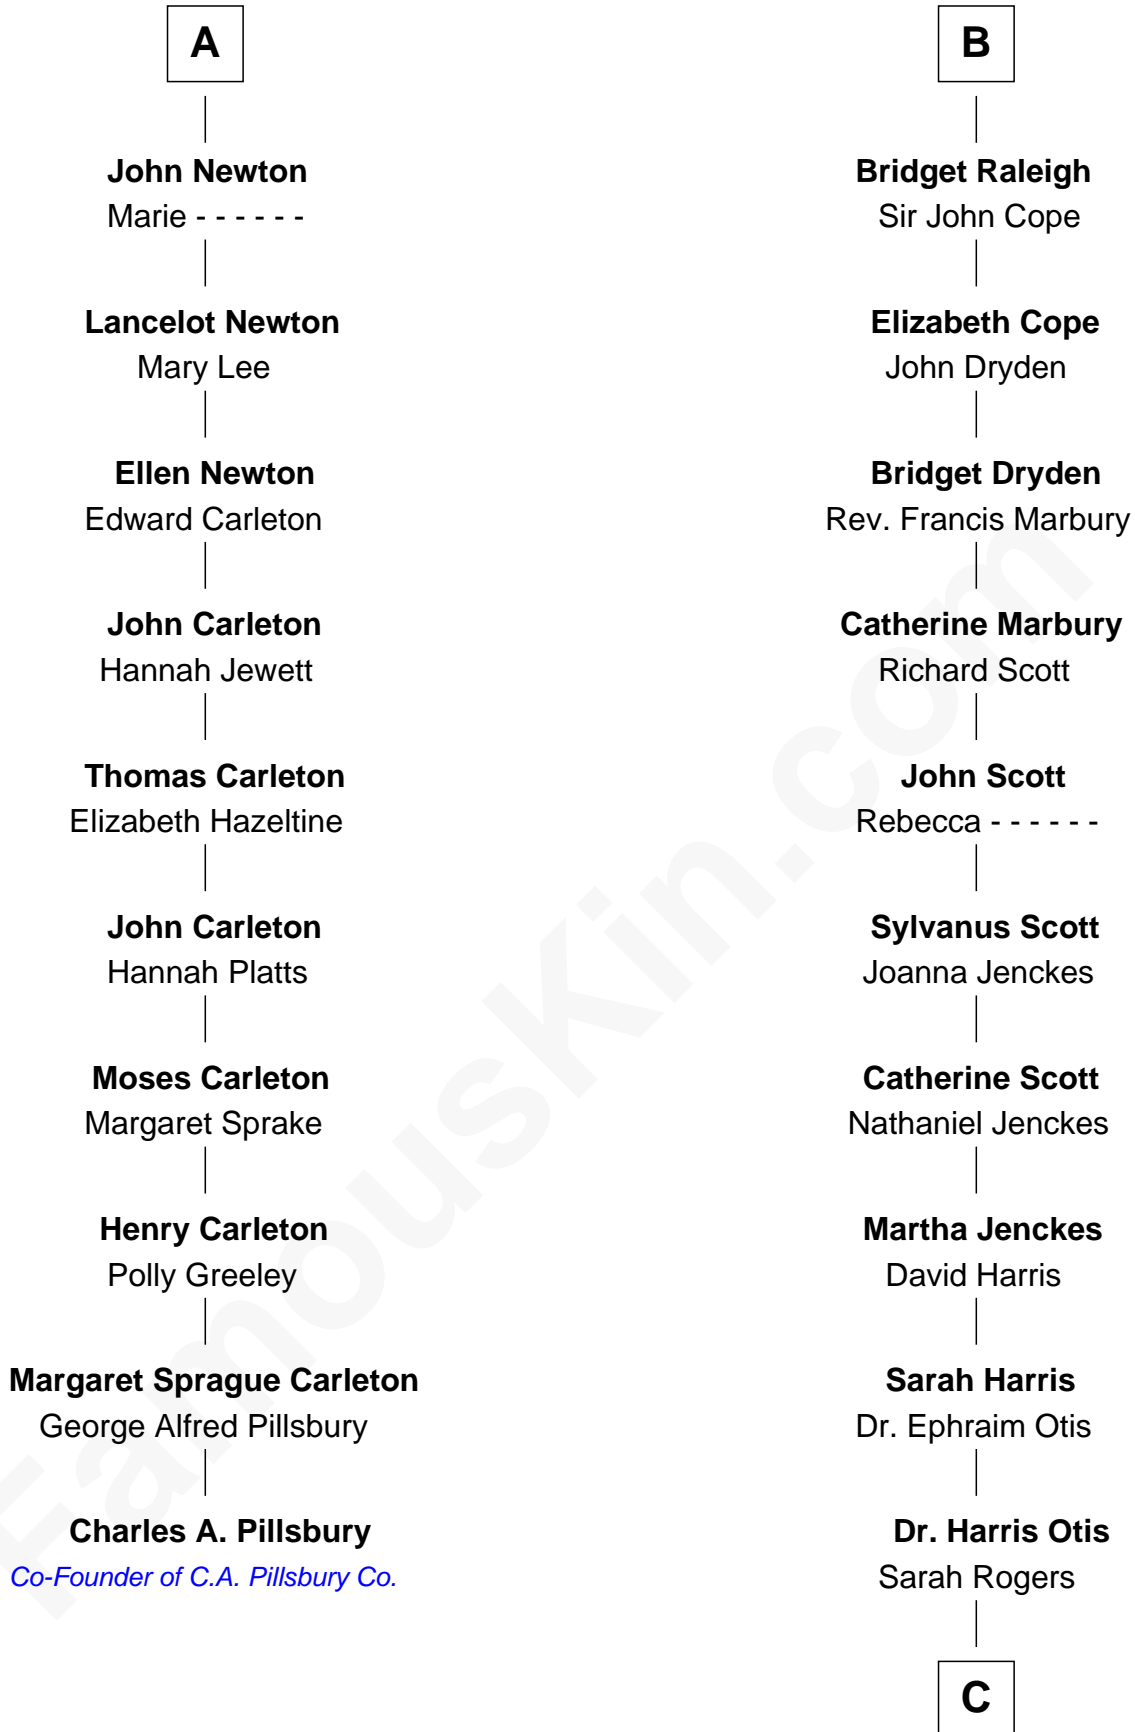 A
John Newton
Marie - - - - - -
Lancelot Newton
Mary Lee
Ellen Newton
Edward Carleton
John Carleton
Hannah Jewett
Thomas Carleton
Elizabeth Hazeltine
John Carleton
Hannah Platts
Moses Carleton
Margaret Sprake
Henry Carleton
Polly Greeley
Margaret Sprague Carleton
George Alfred Pillsbury
Charles A. Pillsbury
Co-Founder of C.A. Pillsbury Co.
B
Bridget Raleigh
Sir John Cope
Elizabeth Cope
John Dryden
Bridget Dryden
Rev. Francis Marbury
Catherine Marbury
Richard Scott
John Scott
Rebecca - - - - - -
Sylvanus Scott
Joanna Jenckes
Catherine Scott
Nathaniel Jenckes
Martha Jenckes
David Harris
Sarah Harris
Dr. Ephraim Otis
Dr. Harris Otis
Sarah Rogers
C
FamousKin.com